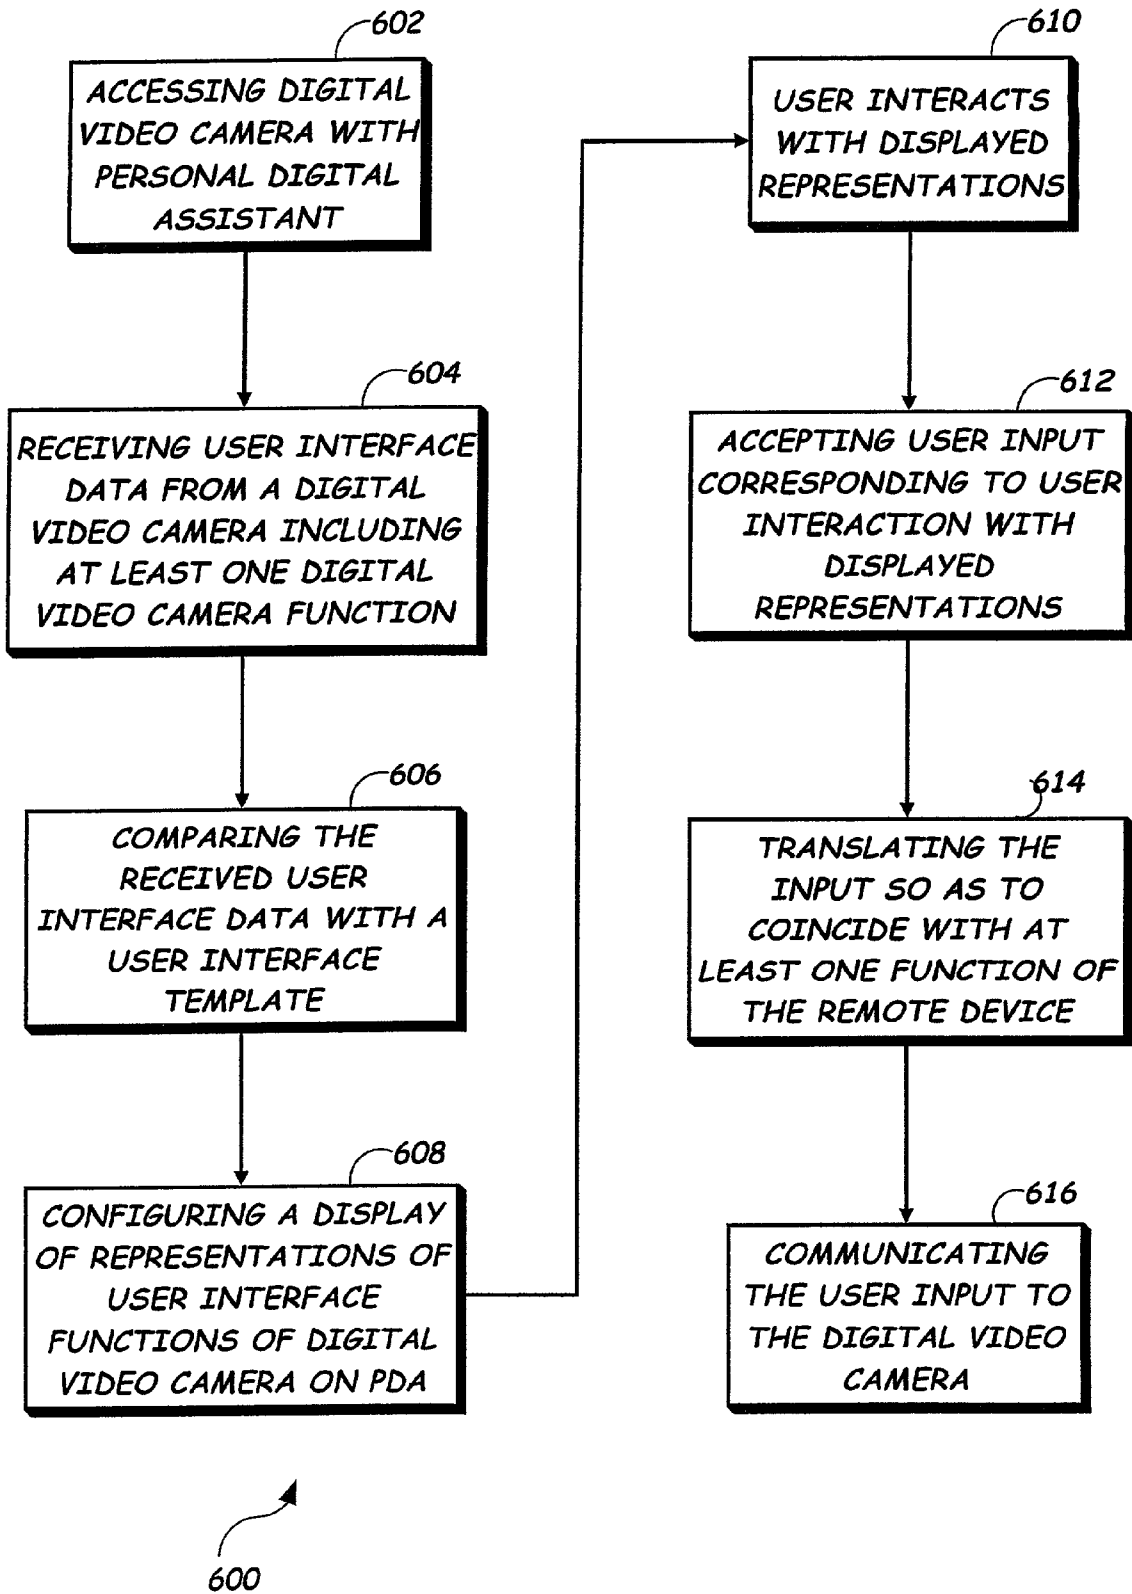 602
ACCESSING DIGITAL
VIDEO CAMERA WITH
PERSONAL DIGITAL
ASSISTANT
604
RECEIVING USER INTERFACE
DATA FROM A DIGITAL
VIDEO CAMERA INCLUDING
AT LEAST ONE DIGITAL
VIDEO CAMERA FUNCTION
606
COMPARING THE
RECEIVED USER
INTERFACE DATA WITH A
USER INTERFACE
TEMPLATE
608
CONFIGURING A DISPLAY
OF REPRESENTATIONS OF
USER INTERFACE
FUNCTIONS OF DIGITAL
VIDEO CAMERA ON PDA
610
USER INTERACTS
WITH DISPLAYED
REPRESENTATIONS
612
ACCEPTING USER INPUT
CORRESPONDING TO USER
INTERACTION WITH
DISPLAYED
REPRESENTATIONS
614
TRANSLATING THE
INPUT SO AS TO
COINCIDE WITH AT
LEAST ONE FUNCTION OF
THE REMOTE DEVICE
616
COMMUNICATING
THE USER INPUT TO
THE DIGITAL VIDEO
CAMERA
600